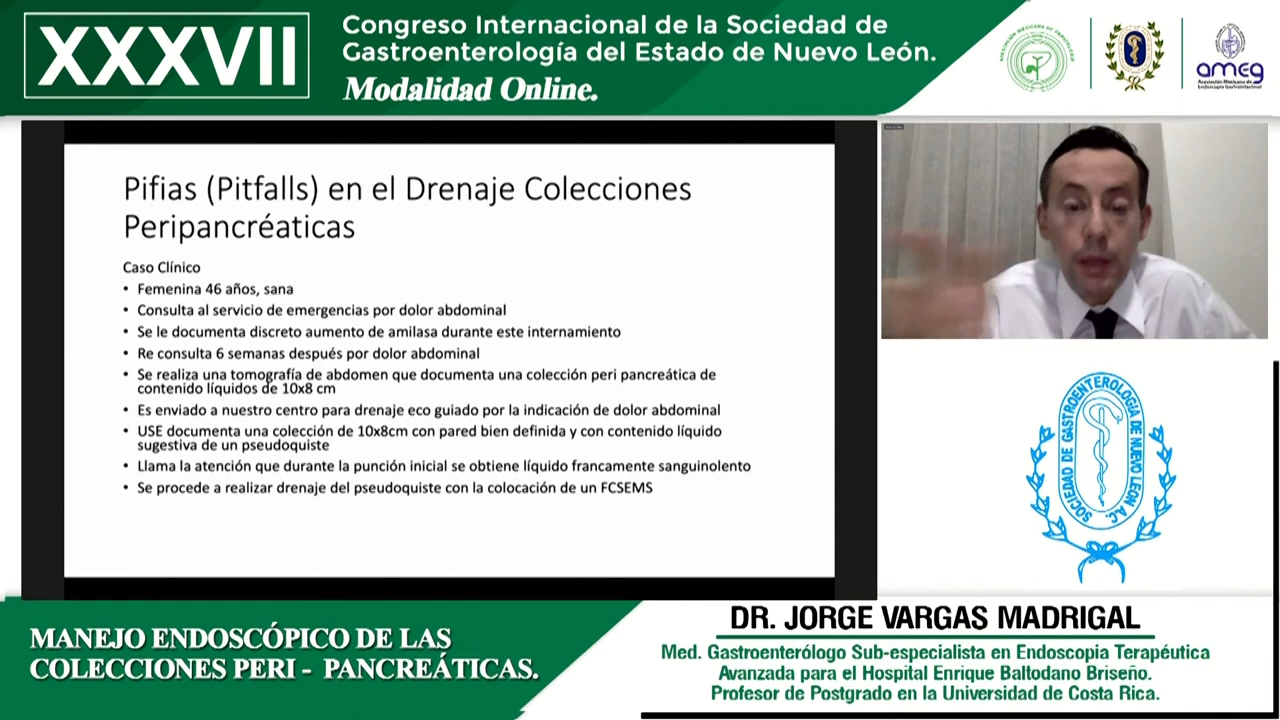 XXXVII
Congreso Internacional de la Sociedad de
Gastroenterología del Estado de Nuevo León.
Modalidad Online.
ameg
Asociación Mexicana de
Endoscopia Gastrointestinal
Pifias (Pitfalls) en el Drenaje Colecciones
Peripancréaticas
Caso Clínico
• Femenina 46 años, sana
• Consulta al servicio de emergencias por dolor abdominal
• Se le documenta discreto aumento de amilasa durante este internamiento
• Re consulta 6 semanas después por dolor abdominal
• Se realiza una tomografía de abdomen que documenta una colección peri pancreática de
contenido líquidos de 10x8 cm
• Es enviado a nuestro centro para drenaje eco guiado por la indicación de dolor abdominal
• USE documenta una colección de 10x8cm con pared bien definida y con contenido líquido
sugestiva de un pseudoquiste
• Llama la atención que durante la punción inicial se obtiene líquido francamente sanguinolento
• Se procede a realizar drenaje del pseudoquiste con la colocación de un FCSEMS
SOCIEDAD DE GASTROENTEROLOGIA DE NUEVO LEON A.C.
MANEJO ENDOSCÓPICO DE LAS
COLECCIONES PERI - PANCREÁTICAS.
DR. JORGE VARGAS MADRIGAL
Med. Gastroenterólogo Sub-especialista en Endoscopia Terapéutica
Avanzada para el Hospital Enrique Baltodano Briseño.
Profesor de Postgrado en la Universidad de Costa Rica.